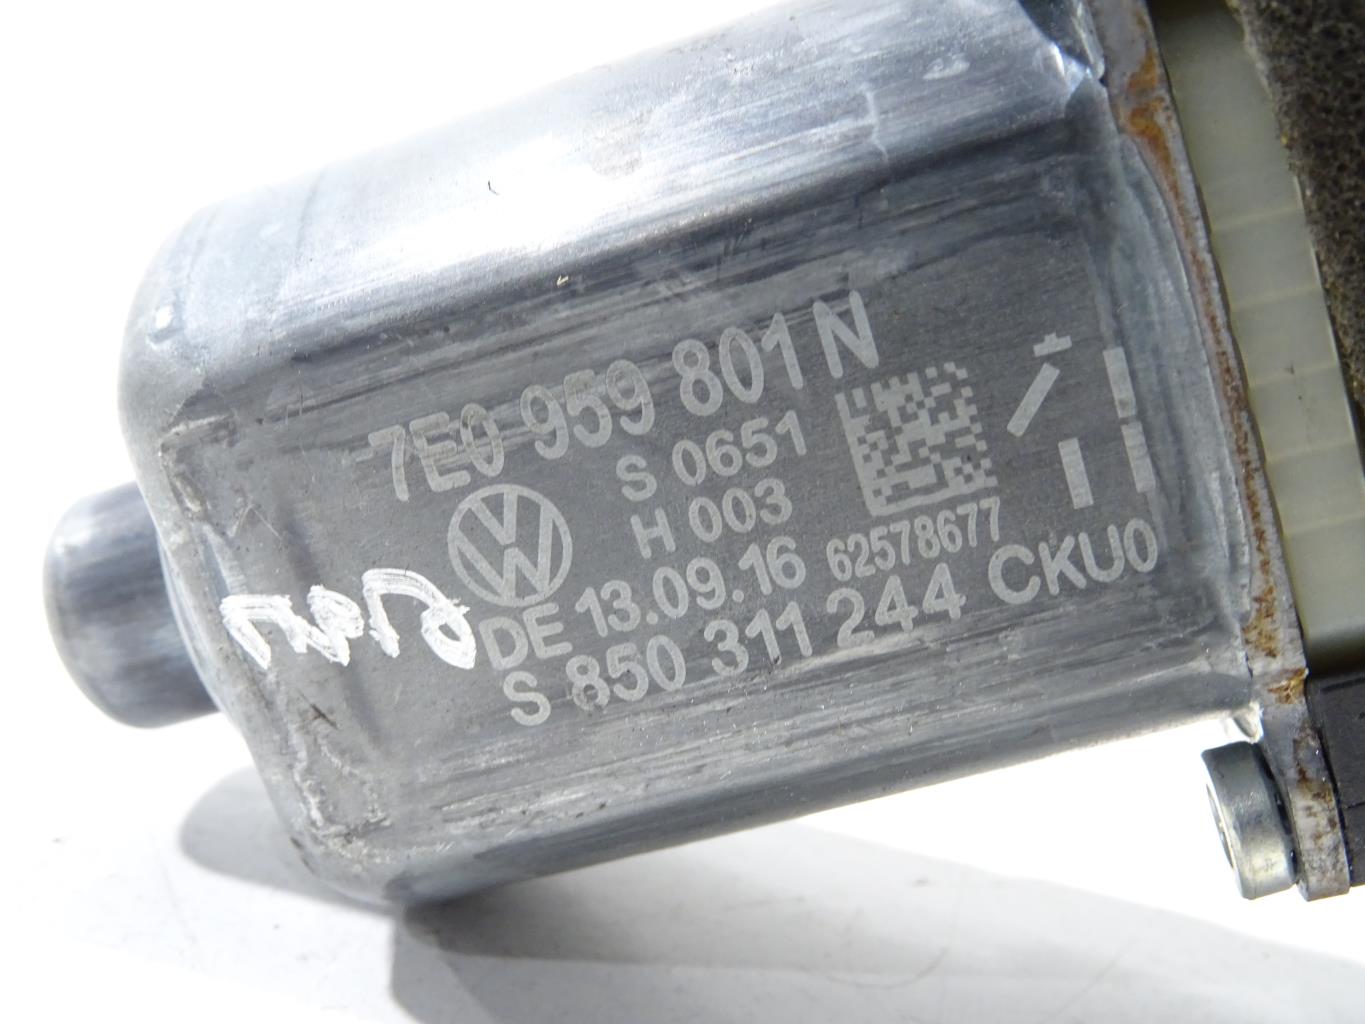 7E0 959 801 N
S 0651
H 003
DE 13.09.16 62578677
S 850 311 244 CKU0